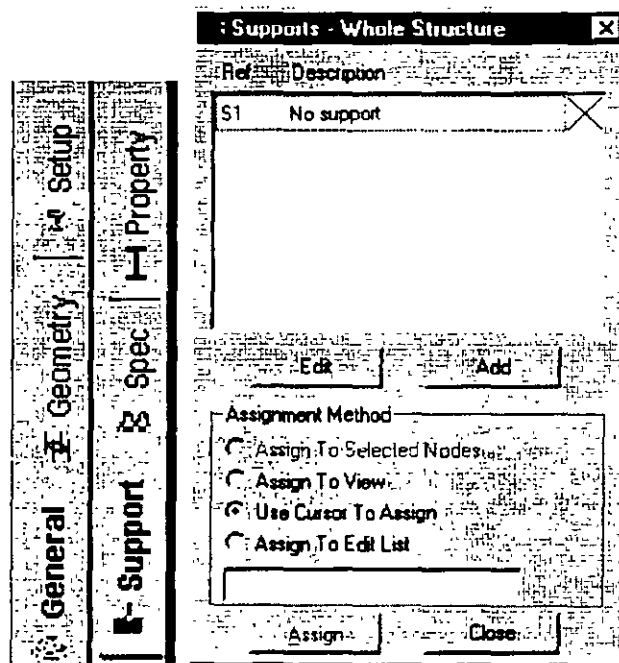 Setup
Geometry
General
Property
Spec
Support
: Supports - Whole Structure
Ref Description
S1 No support
Edit Add
Assignment Method
Assign To Selected Nodes
Assign To View
Use Cursor To Assign
Assign To Edit List
Assign Close